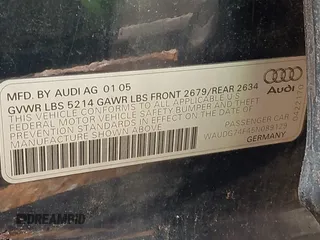 MFD. BY AUDI AG 01 05
GVWR LBS 5214 GAWR LBS FRONT 2679/REAR 2634
THIS VEHICLE CONFORMS TO ALL APPLICABLE
FEDERAL MOTOR VEHICLE SAFETY BUMPER AND THEFT
PREVENTION STANDARDS IN EFFECT ON THE DATE OF
MANUFACTURE SHOWN ABOVE.
Audi
PASSENGER CAR
GERMANY
DREAMBID